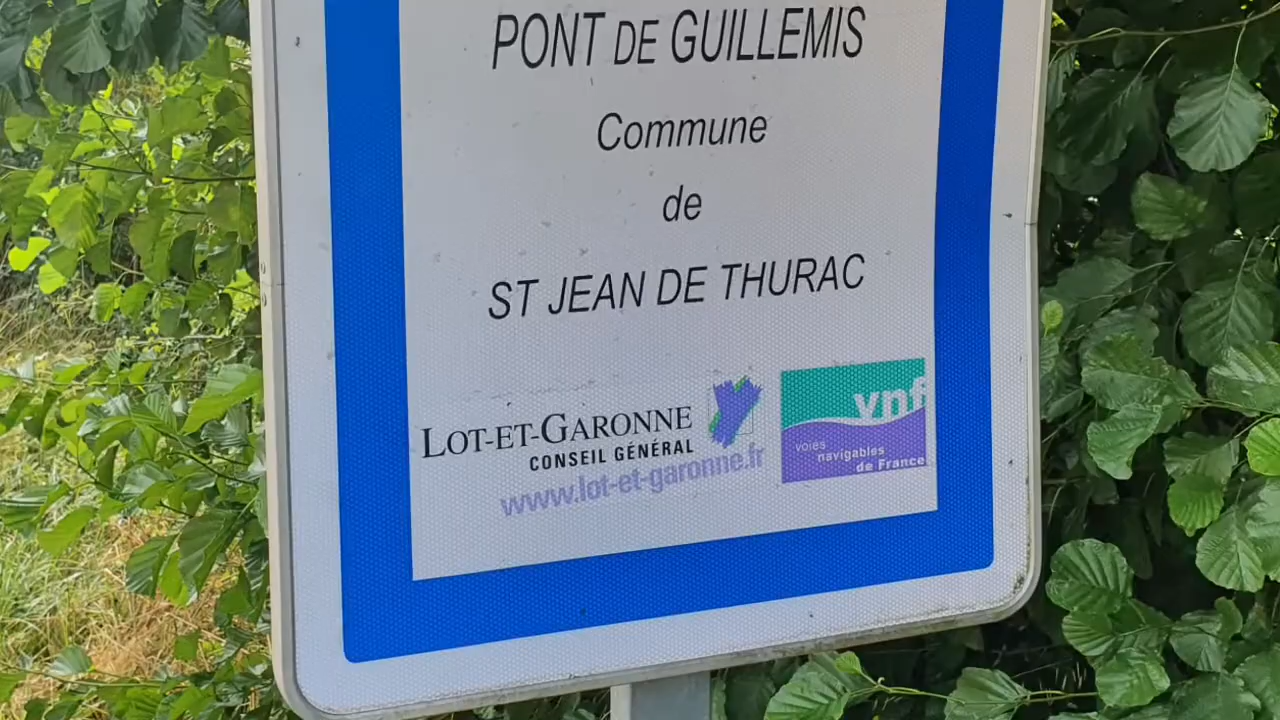 PONT DE GUILLEMIS
Commune
de
ST JEAN DE THURAC
LOT-ET-GARONNE
CONSEIL GÉNÉRAL
www.lot-et-garonne.fr
vnf
voies
navigables
de France